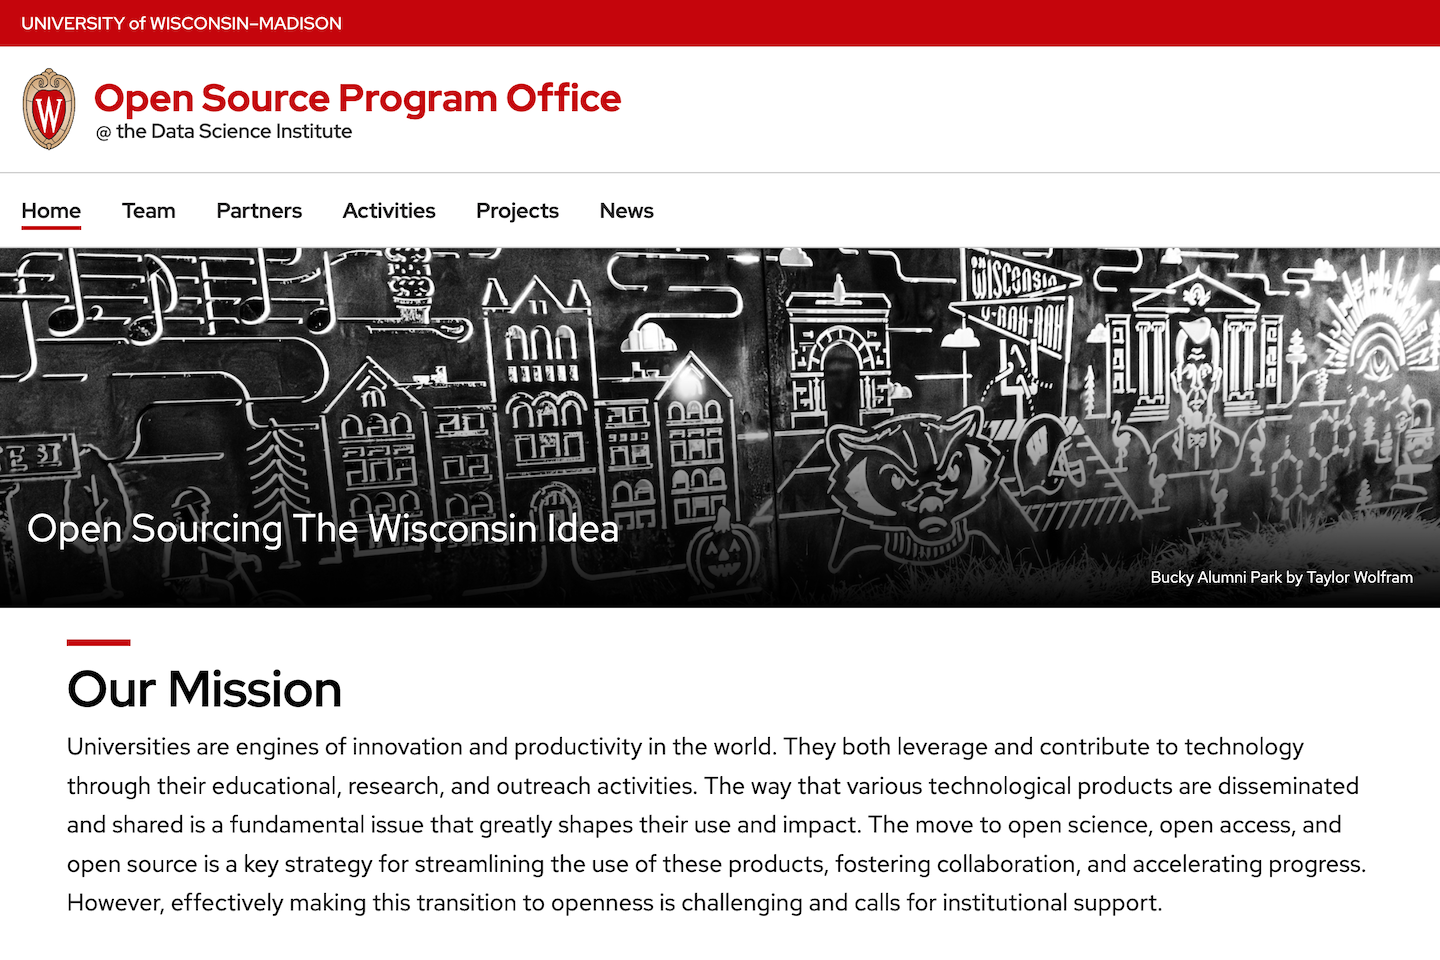 UNIVERSITY of WISCONSIN–MADISON
W
Open Source Program Office
@ the Data Science Institute
Home Team Partners Activities Projects News
WISCONSIN
U-RAH-RAH
Open Sourcing The Wisconsin Idea
Bucky Alumni Park by Taylor Wolfram
Our Mission
Universities are engines of innovation and productivity in the world. They both leverage and contribute to technology
through their educational, research, and outreach activities. The way that various technological products are disseminated
and shared is a fundamental issue that greatly shapes their use and impact. The move to open science, open access, and
open source is a key strategy for streamlining the use of these products, fostering collaboration, and accelerating progress.
However, effectively making this transition to openness is challenging and calls for institutional support.